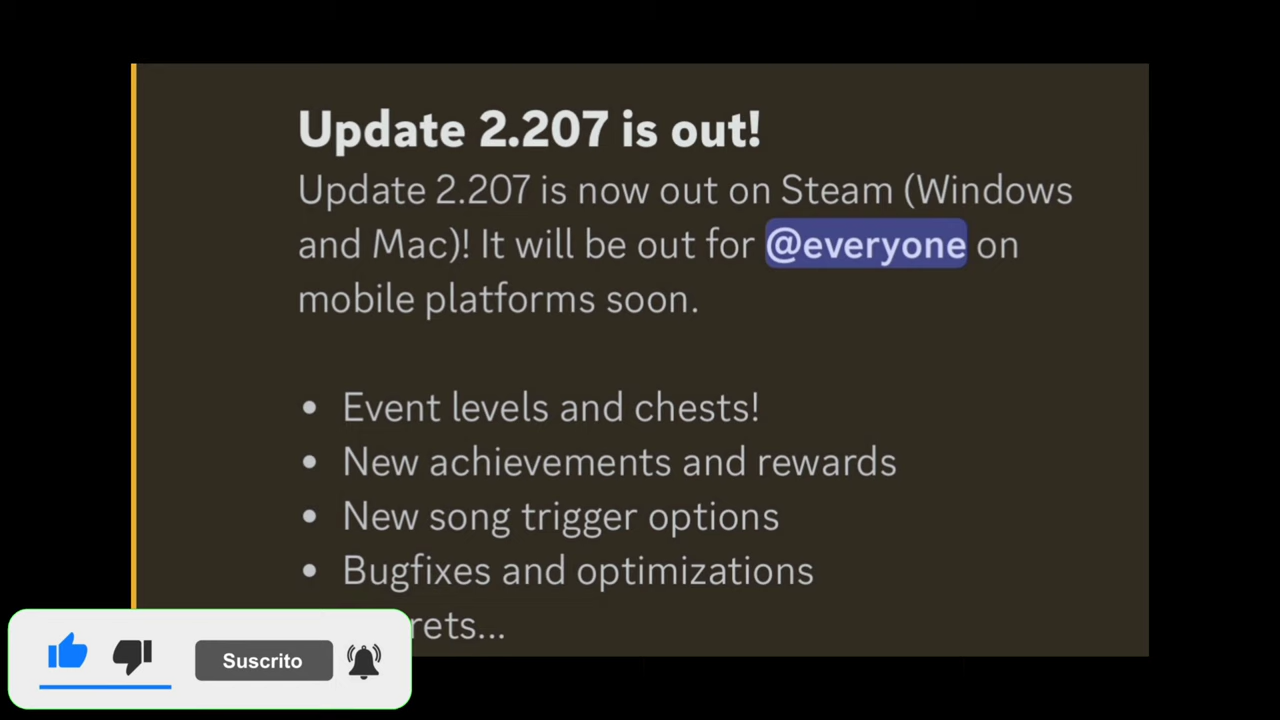 Update 2.207 is out!
Update 2.207 is now out on Steam (Windows
and Mac)! It will be out for @everyone on
mobile platforms soon.
• Event levels and chests!
• New achievements and rewards
• New song trigger options
• Bugfixes and optimizations
Suscrito